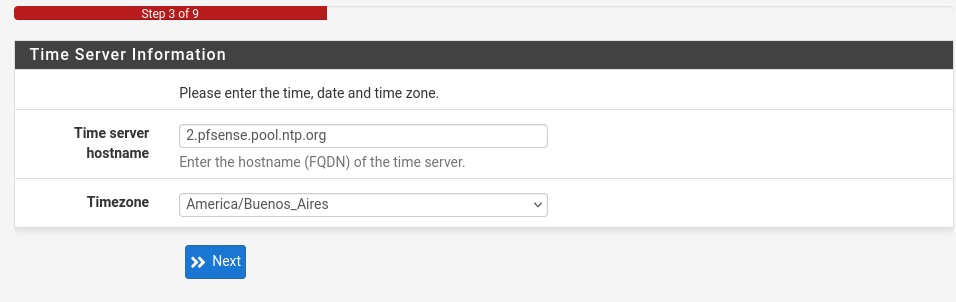 Step 3 of 9
Time Server Information
Please enter the time, date and time zone.
Time server hostname
2.pfsense.pool.ntp.org
Enter the hostname (FQDN) of the time server.
Timezone
America/Buenos_Aires
Next